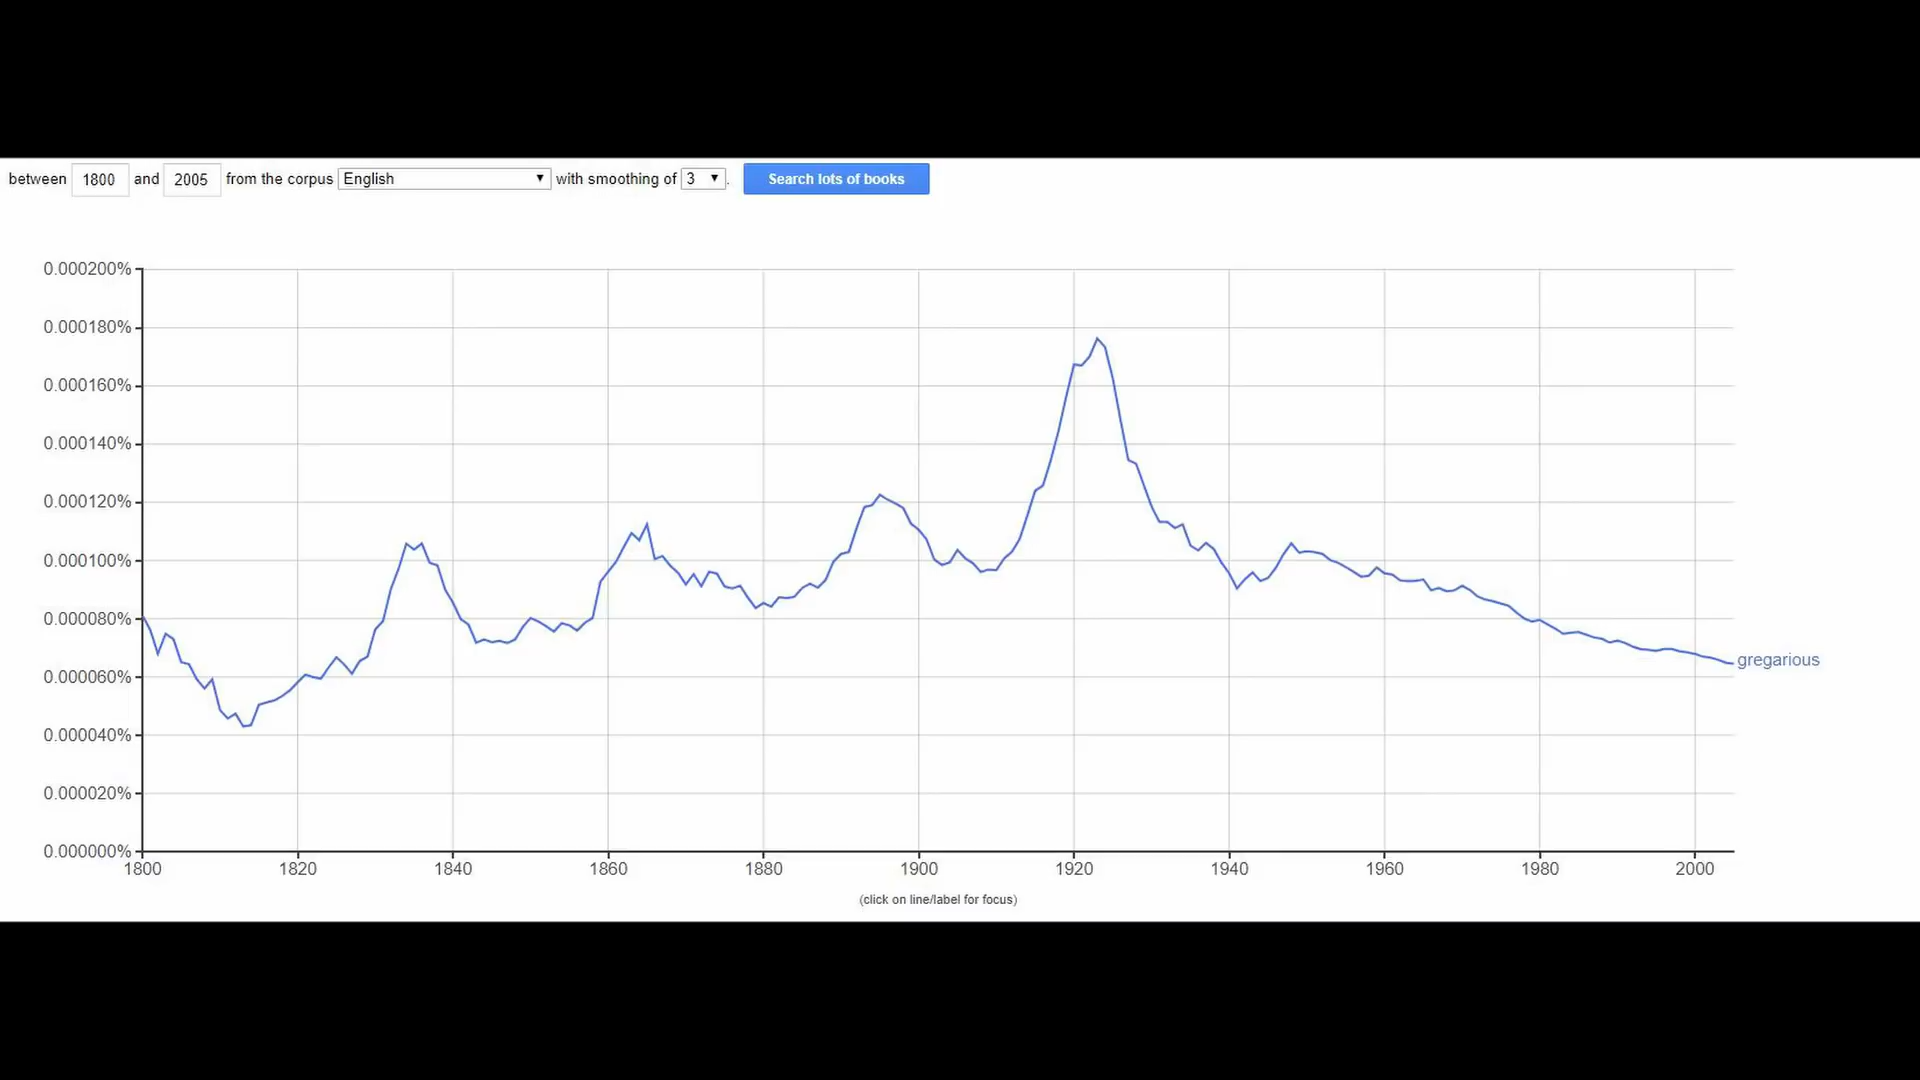 between 1800 and 2005 from the corpus English with smoothing of 3 . Search lots of books
0.000200%
0.000180%
0.000160%
0.000140%
0.000120%
0.000100%
0.000080%
0.000060%
0.000040%
0.000020%
0.000000%
gregarious
1800 1820 1840 1860 1880 1900 1920 1940 1960 1980 2000
(click on line/label for focus)